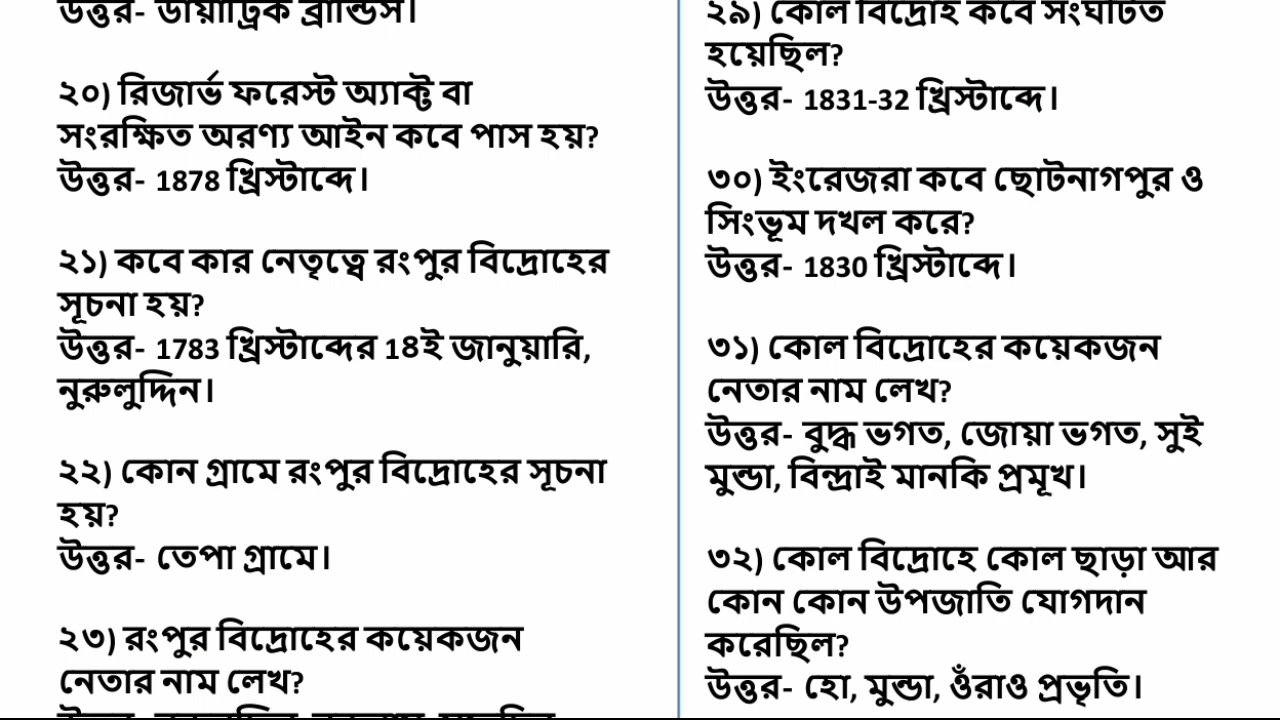 উত্তর- ডায়াট্রিক ব্রান্ডিস।
২০) রিজার্ভ ফরেস্ট অ্যাক্ট বা
সংরক্ষিত অরণ্য আইন কবে পাস হয়?
উত্তর- 1878 খ্রিস্টাব্দে।
২১) কবে কার নেতৃত্বে রংপুর বিদ্রোহের
সূচনা হয়?
উত্তর- 1783 খ্রিস্টাব্দের 1৪ই জানুয়ারি,
নুরুলুদ্দিন।
২২) কোন গ্রামে রংপুর বিদ্রোহের সূচনা
হয়?
উত্তর- তেপা গ্রামে।
২৩) রংপুর বিদ্রোহের কয়েকজন
নেতার নাম লেখ?
২৯) কোল বিদ্রোহ কবে সংঘটিত
হয়েছিল?
উত্তর- 1831-32 খ্রিস্টাব্দে।
৩০) ইংরেজরা কবে ছোটনাগপুর ও
সিংভূম দখল করে?
উত্তর- 1830 খ্রিস্টাব্দে।
৩১) কোল বিদ্রোহের কয়েকজন
নেতার নাম লেখ?
উত্তর- বুদ্ধ ভগত, জোয়া ভগত, সুই
মুন্ডা, বিন্দ্রাই মানকি প্রমূখ।
৩২) কোল বিদ্রোহে কোল ছাড়া আর
কোন কোন উপজাতি যোগদান
করেছিল?
উত্তর- হো, মুন্ডা, ওঁরাও প্রভৃতি।